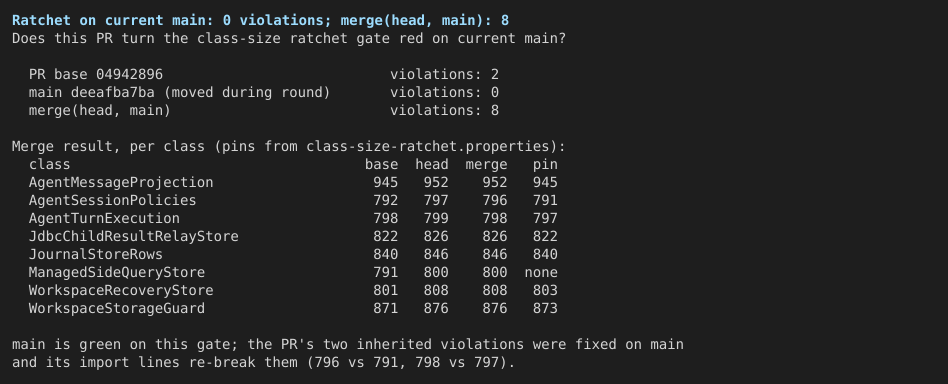 Ratchet on current main: 0 violations; merge(head, main): 8
Does this PR turn the class-size ratchet gate red on current main?
PR base 04942896 violations: 2
main deeafba7ba (moved during round) violations: 0
merge(head, main) violations: 8
Merge result, per class (pins from class-size-ratchet.properties):
class base head merge pin
AgentMessageProjection 945 952 952 945
AgentSessionPolicies 792 797 796 791
AgentTurnExecution 798 799 798 797
JdbcChildResultRelayStore 822 826 826 822
JournalStoreRows 840 846 846 840
ManagedSideQueryStore 791 800 800 none
WorkspaceRecoveryStore 801 808 808 803
WorkspaceStorageGuard 871 876 876 873
main is green on this gate; the PR's two inherited violations were fixed on main
and its import lines re-break them (796 vs 791, 798 vs 797).